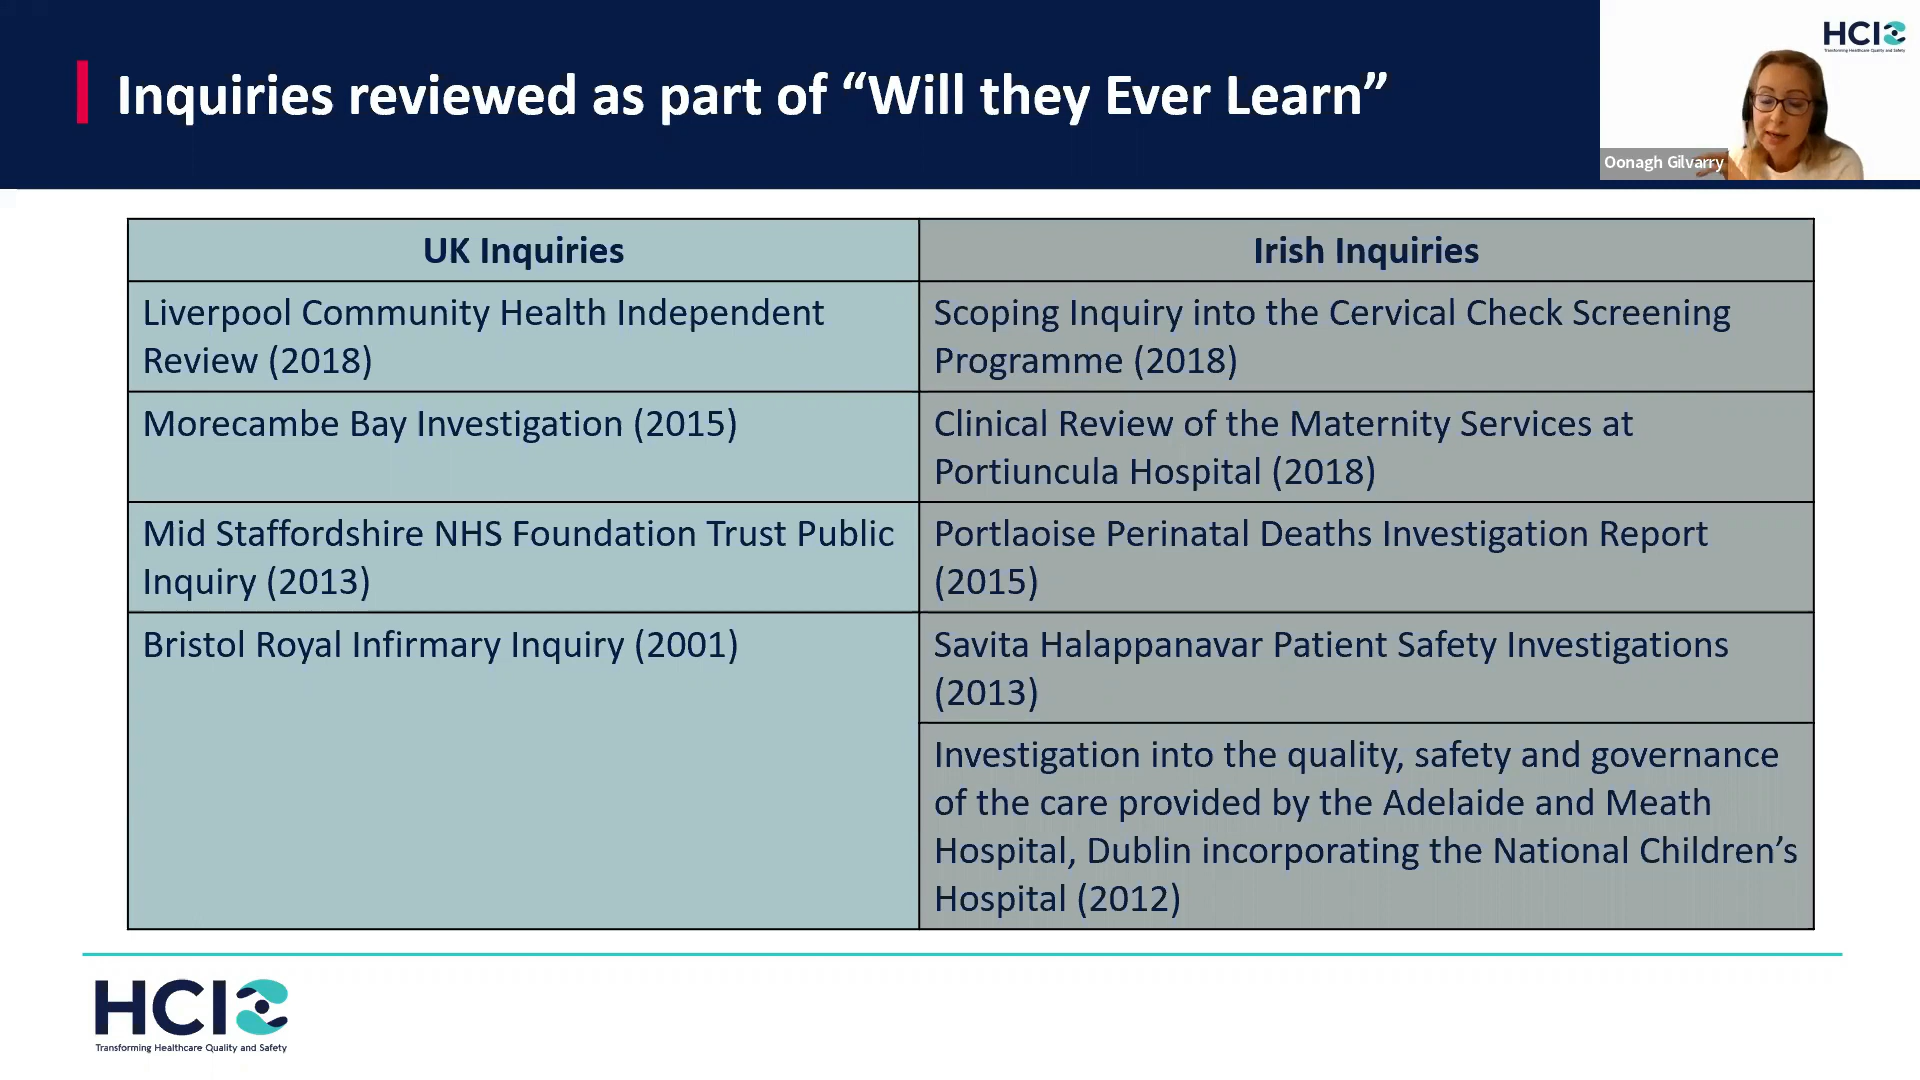 Inquiries reviewed as part of “Will they Ever Learn”
HCI
Transforming Healthcare Quality and Safety
Oonagh Gilvarry
UK Inquiries
Irish Inquiries
Liverpool Community Health Independent
Review (2018)
Scoping Inquiry into the Cervical Check Screening
Programme (2018)
Morecambe Bay Investigation (2015)
Clinical Review of the Maternity Services at
Portiuncula Hospital (2018)
Mid Staffordshire NHS Foundation Trust Public
Inquiry (2013)
Portlaoise Perinatal Deaths Investigation Report
(2015)
Bristol Royal Infirmary Inquiry (2001)
Savita Halappanavar Patient Safety Investigations
(2013)
Investigation into the quality, safety and governance
of the care provided by the Adelaide and Meath
Hospital, Dublin incorporating the National Children’s
Hospital (2012)
HCI
Transforming Healthcare Quality and Safety